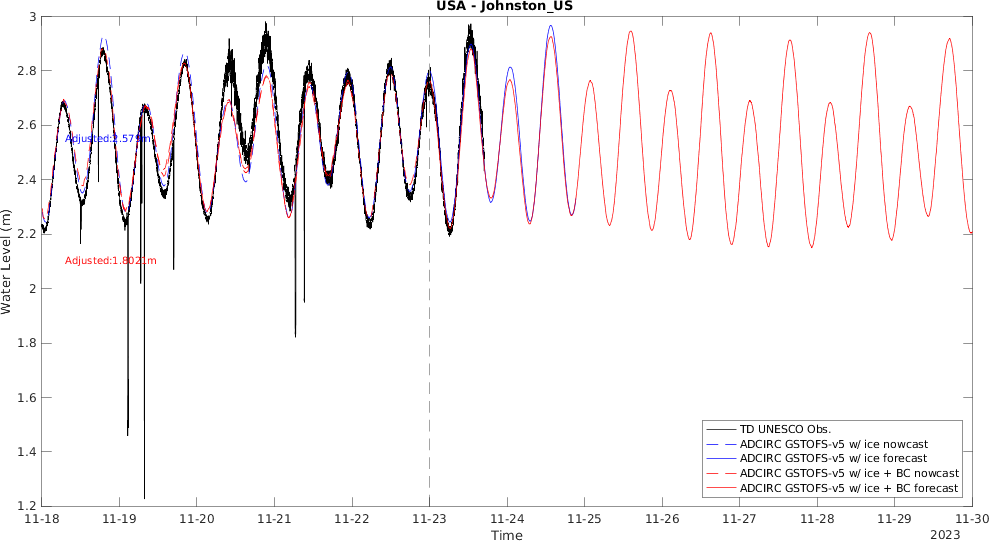 USA - Johnston_US
3
2.8
2.6
2.4
2.2
2
1.8
1.6
1.4
1.2
Water Level (m)
Adjusted:2.579m
Adjusted:1.8021m
TD UNESCO Obs.
ADCIRC GSTOFS-v5 w/ ice nowcast
ADCIRC GSTOFS-v5 w/ ice forecast
ADCIRC GSTOFS-v5 w/ ice + BC nowcast
ADCIRC GSTOFS-v5 w/ ice + BC forecast
11-18 11-19 11-20 11-21 11-22 11-23 11-24 11-25 11-26 11-27 11-28 11-29 11-30
Time
2023